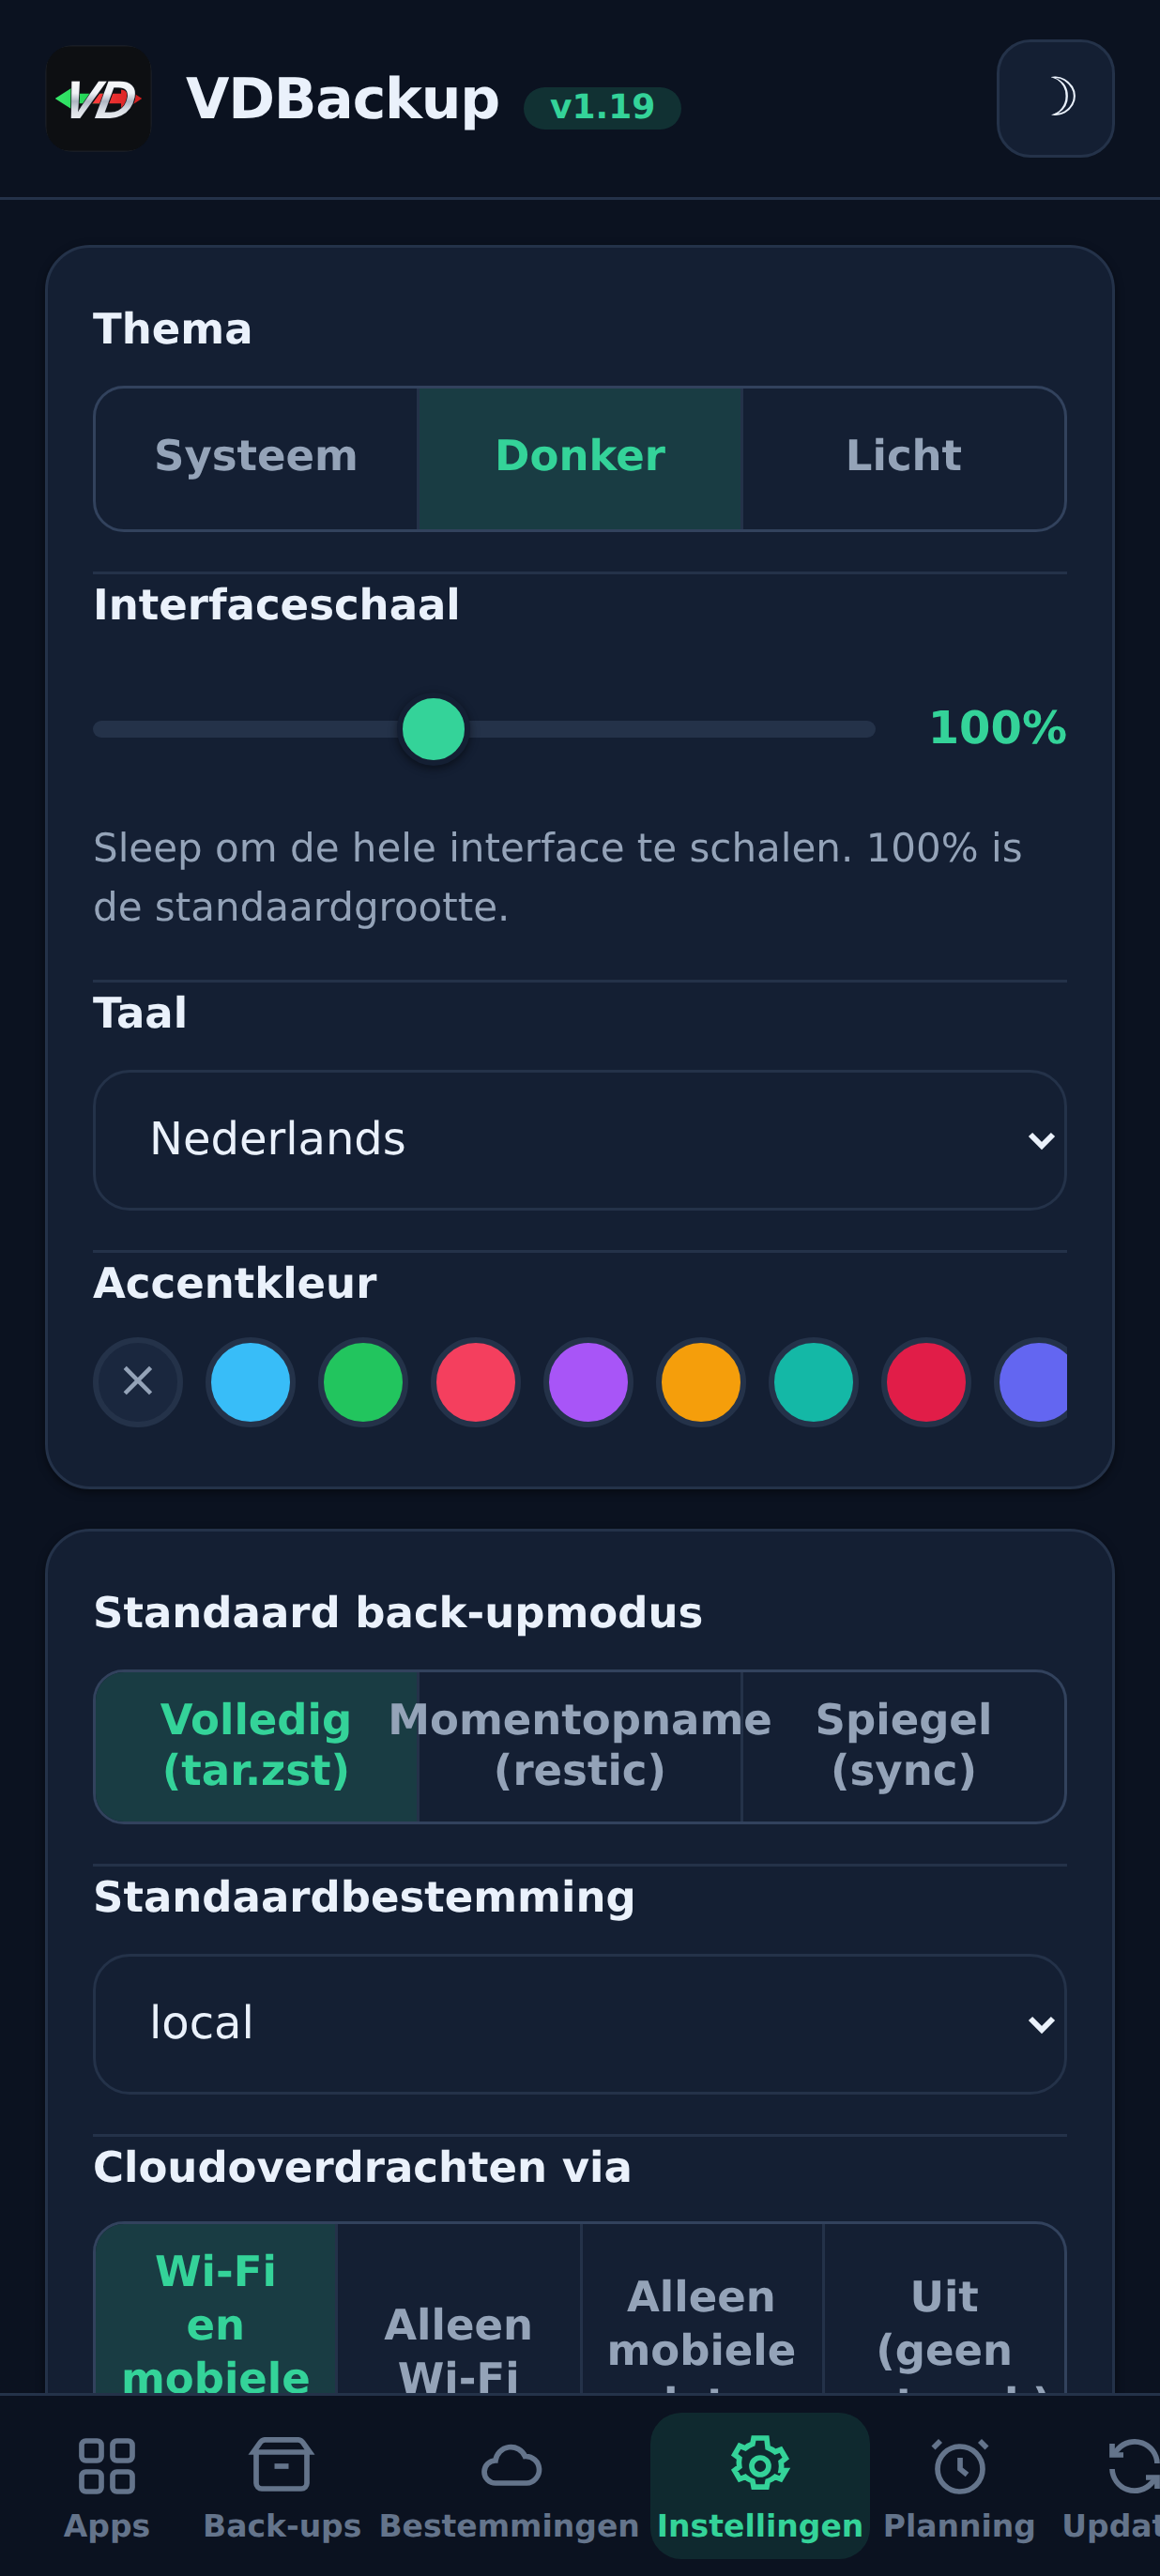 VD
VDBackup v1.19
Thema
Systeem Donker Licht
Interfaceschaal
100%
Sleep om de hele interface te schalen. 100% is
de standaardgrootte.
Taal
Nederlands
Accentkleur
Standaard back-upmodus
Volledig
(tar.zst)
Momentopname
(restic)
Spiegel
(sync)
Standaardbestemming
local
Cloudoverdrachten via
Wi-Fi
en
mobiele
Alleen
Wi-Fi
Alleen
mobiele
Uit
(geen
Apps Back-ups Bestemmingen Instellingen Planning